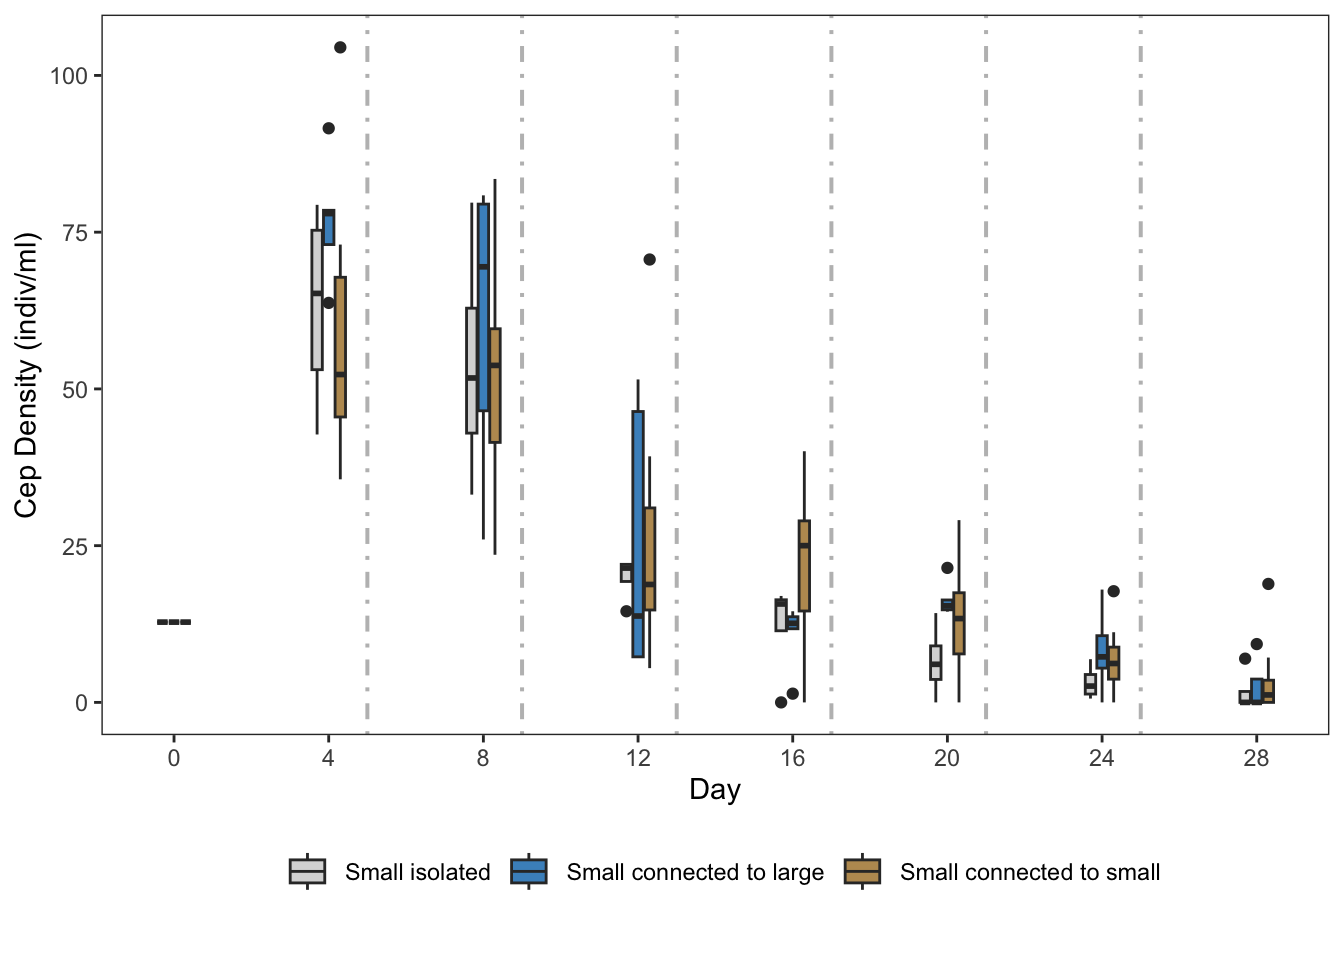 Cep Density (indiv/ml)
100
75
50
25
0
0 4 8 12 16 20 24 28
Day
Small isolated Small connected to large Small connected to small